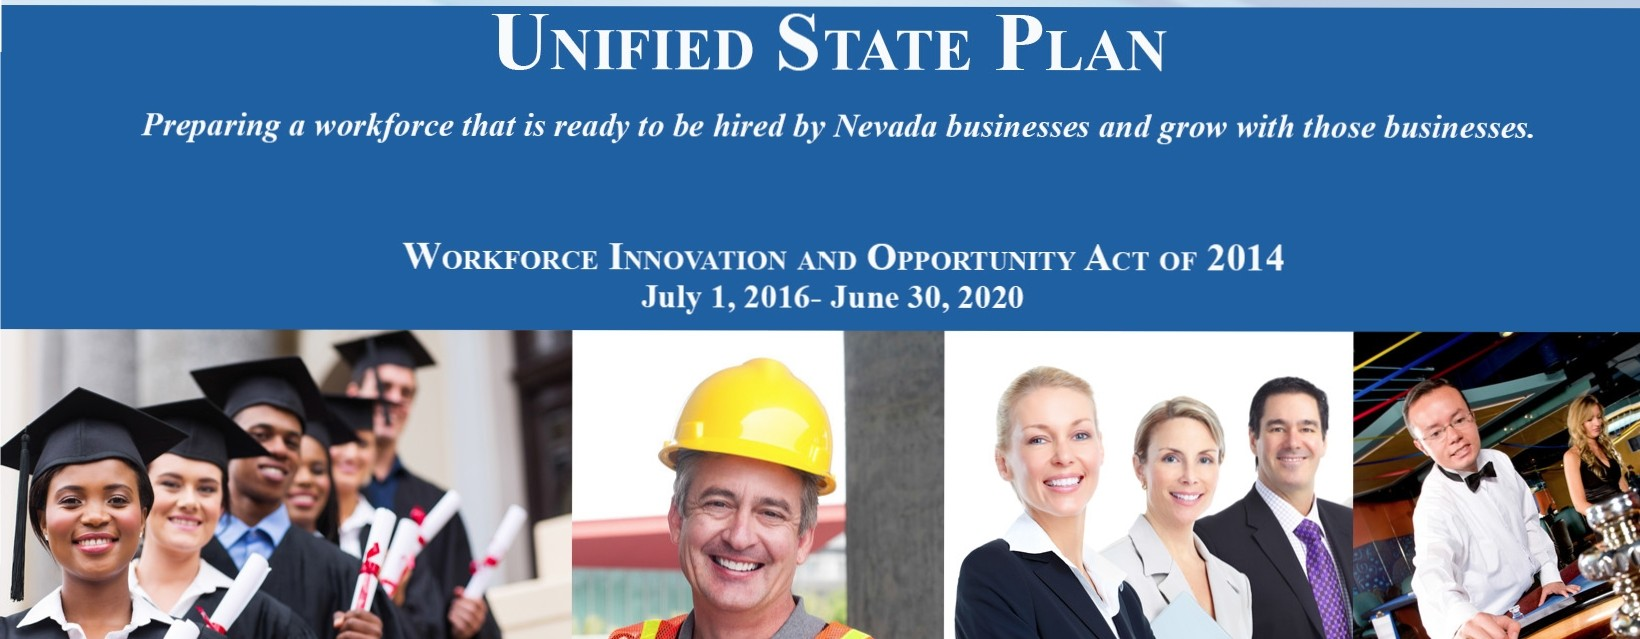 UNIFIED STATE PLAN
Preparing a workforce that is ready to be hired by Nevada businesses and grow with those businesses.
WORKFORCE INNOVATION AND OPPORTUNITY ACT OF 2014
July 1, 2016- June 30, 2020